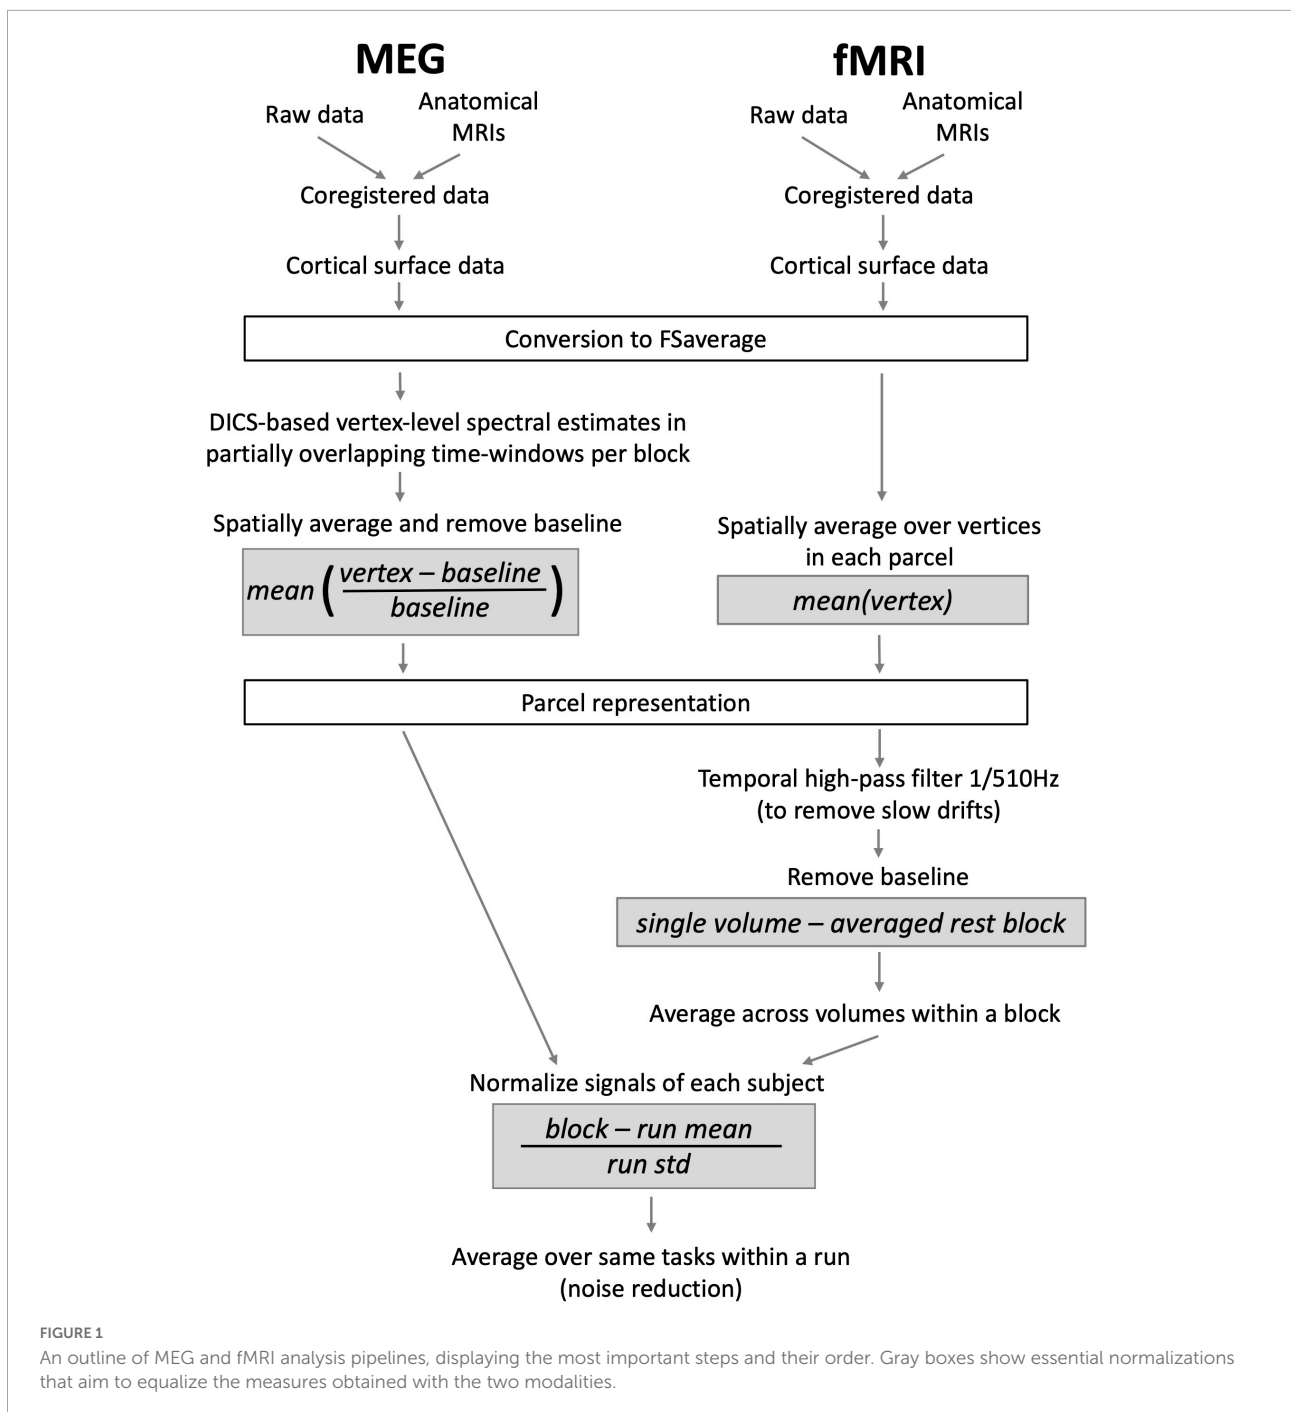 MEG
fMRI
Raw data
Anatomical
MRIs
Raw data
Anatomical
MRIs
Coregistered data
Coregistered data
Cortical surface data
Cortical surface data
Conversion to FSaverage
DICS-based vertex-level spectral estimates in
partially overlapping time-windows per block
Spatially average and remove baseline
mean ( vertex – baseline
baseline )
Spatially average over vertices
in each parcel
mean(vertex)
Parcel representation
Temporal high-pass filter 1/510Hz
(to remove slow drifts)
Remove baseline
single volume – averaged rest block
Average across volumes within a block
Normalize signals of each subject
block – run mean
run std
Average over same tasks within a run
(noise reduction)
FIGURE 1
An outline of MEG and fMRI analysis pipelines, displaying the most important steps and their order. Gray boxes show essential normalizations
that aim to equalize the measures obtained with the two modalities.